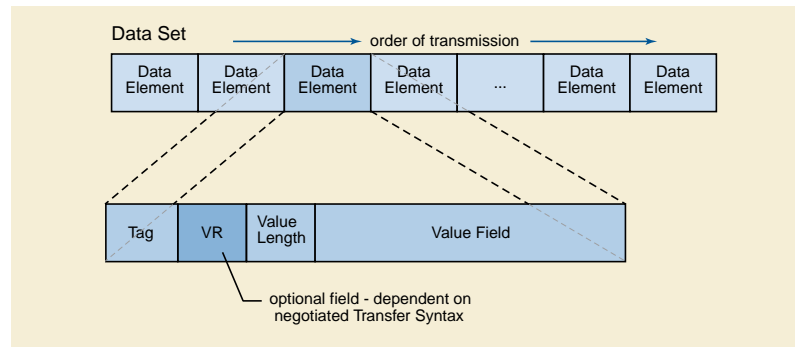 Data Set
order of transmission
Data Element
Data Element
Data Element
Data Element
...
Data Element
Data Element
Tag
VR
Value Length
Value Field
optional field - dependent on
negotiated Transfer Syntax